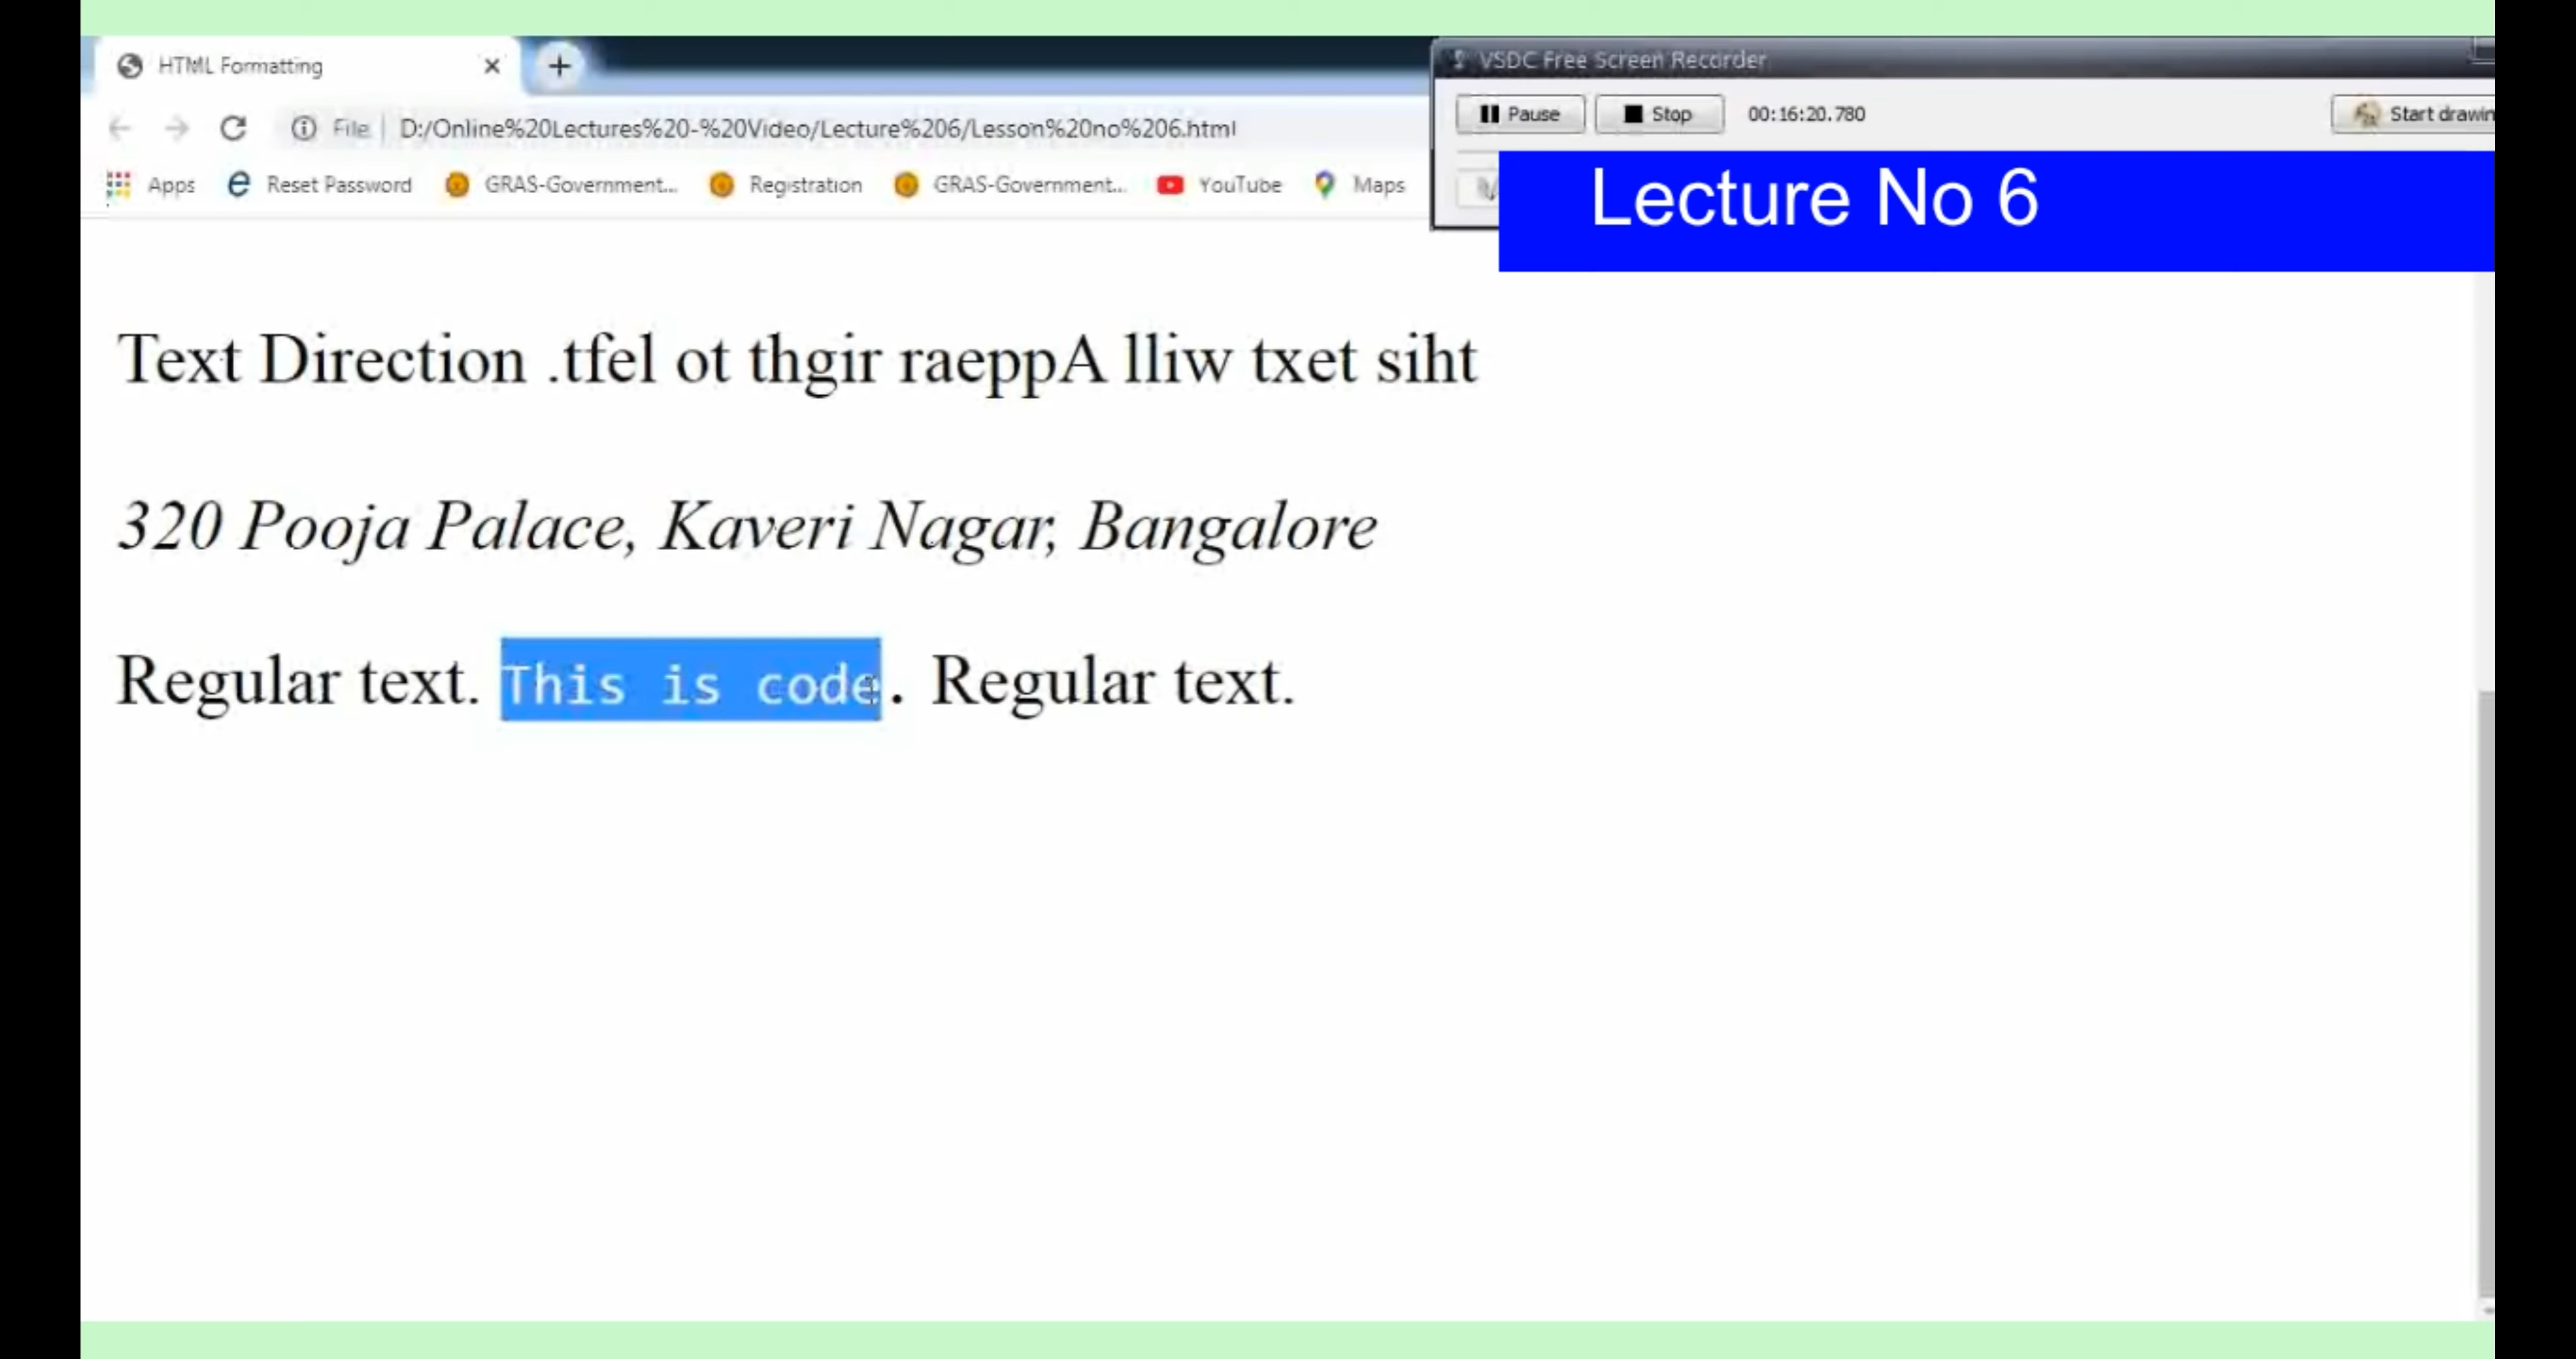 HTML Formatting
VSDC Free Screen Recorder
Pause Stop 00:16:20.780 Start drawin
File D:/Online%20Lectures%20-%20Video/Lecture%206/Lesson%20no%206.html
Apps Reset Password GRAS-Government... Registration GRAS-Government... YouTube Maps
Lecture No 6
Text Direction .tfel ot thgir raeppA lliw txet siht
320 Pooja Palace, Kaveri Nagar, Bangalore
Regular text. This is code. Regular text.